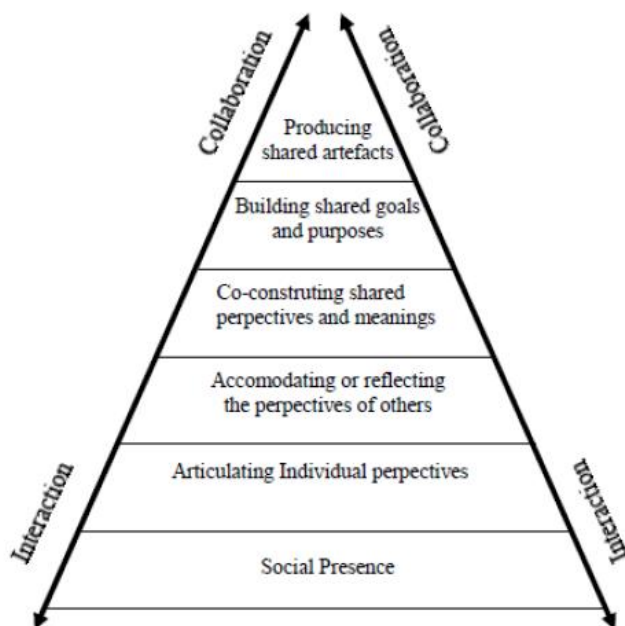 Collaboration
Collaboration
Producing
shared artefacts
Building shared goals
and purposes
Co-construting shared
perpectives and meanings
Accomodating or reflecting
the perpectives of others
Articulating Individual perpectives
Interaction
Interaction
Social Presence